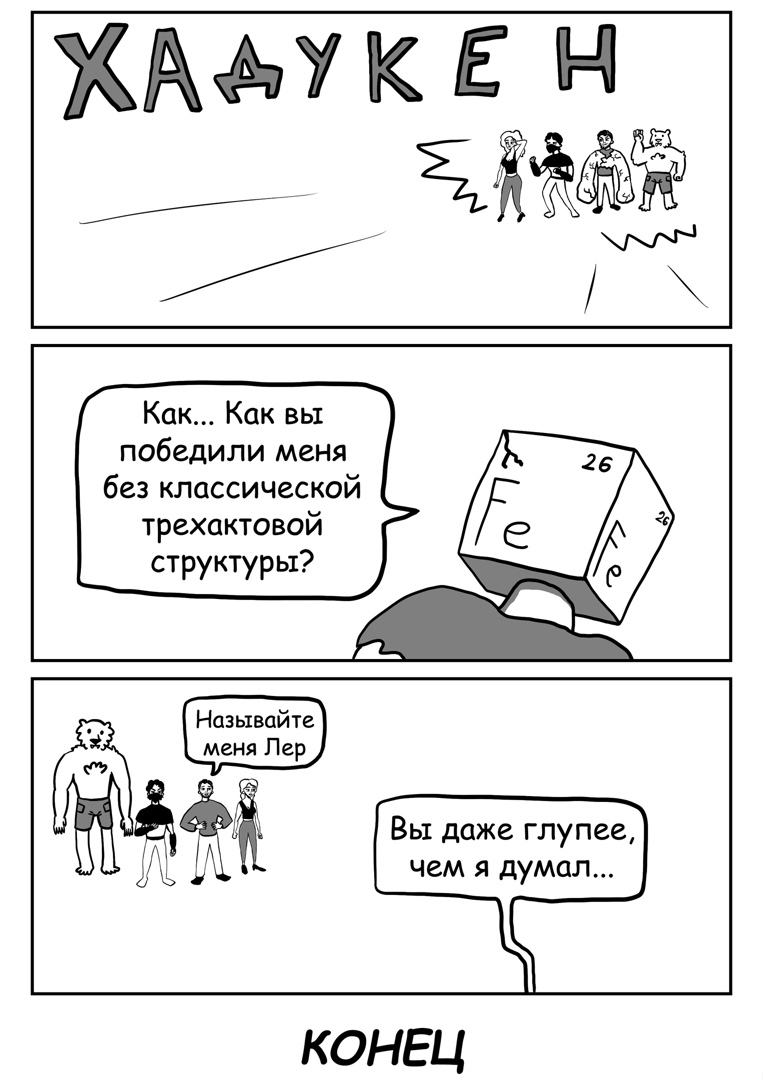 ХАДУКЕН
Как... Как вы
победили меня
без классической
трехактовой
структуры?
26
Fe
26
Fe
Называйте
меня Лер
Вы даже глупее,
чем я думал...
КОНЕЦ